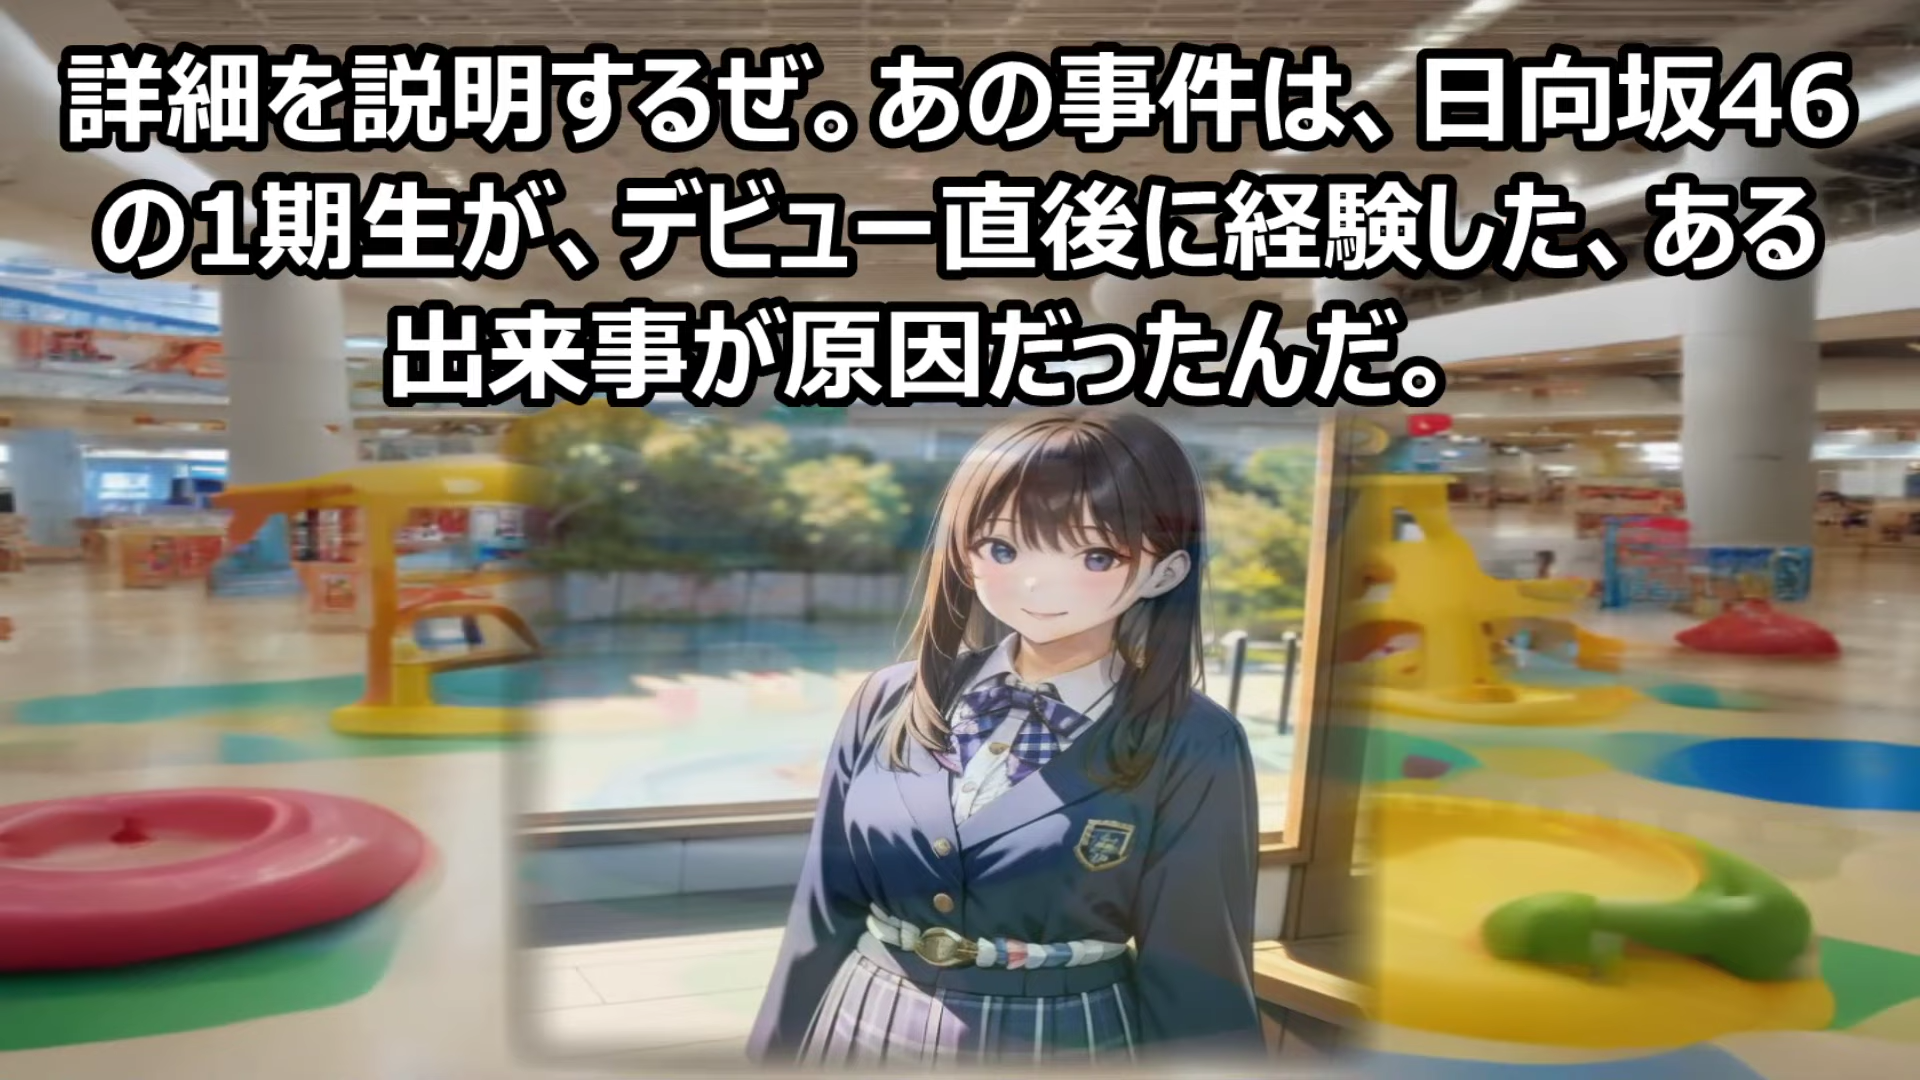 詳細を説明するぜ。あの事件は、日向坂46
の1期生が、デビュー直後に経験した、ある
出来事が原因だったんだ。